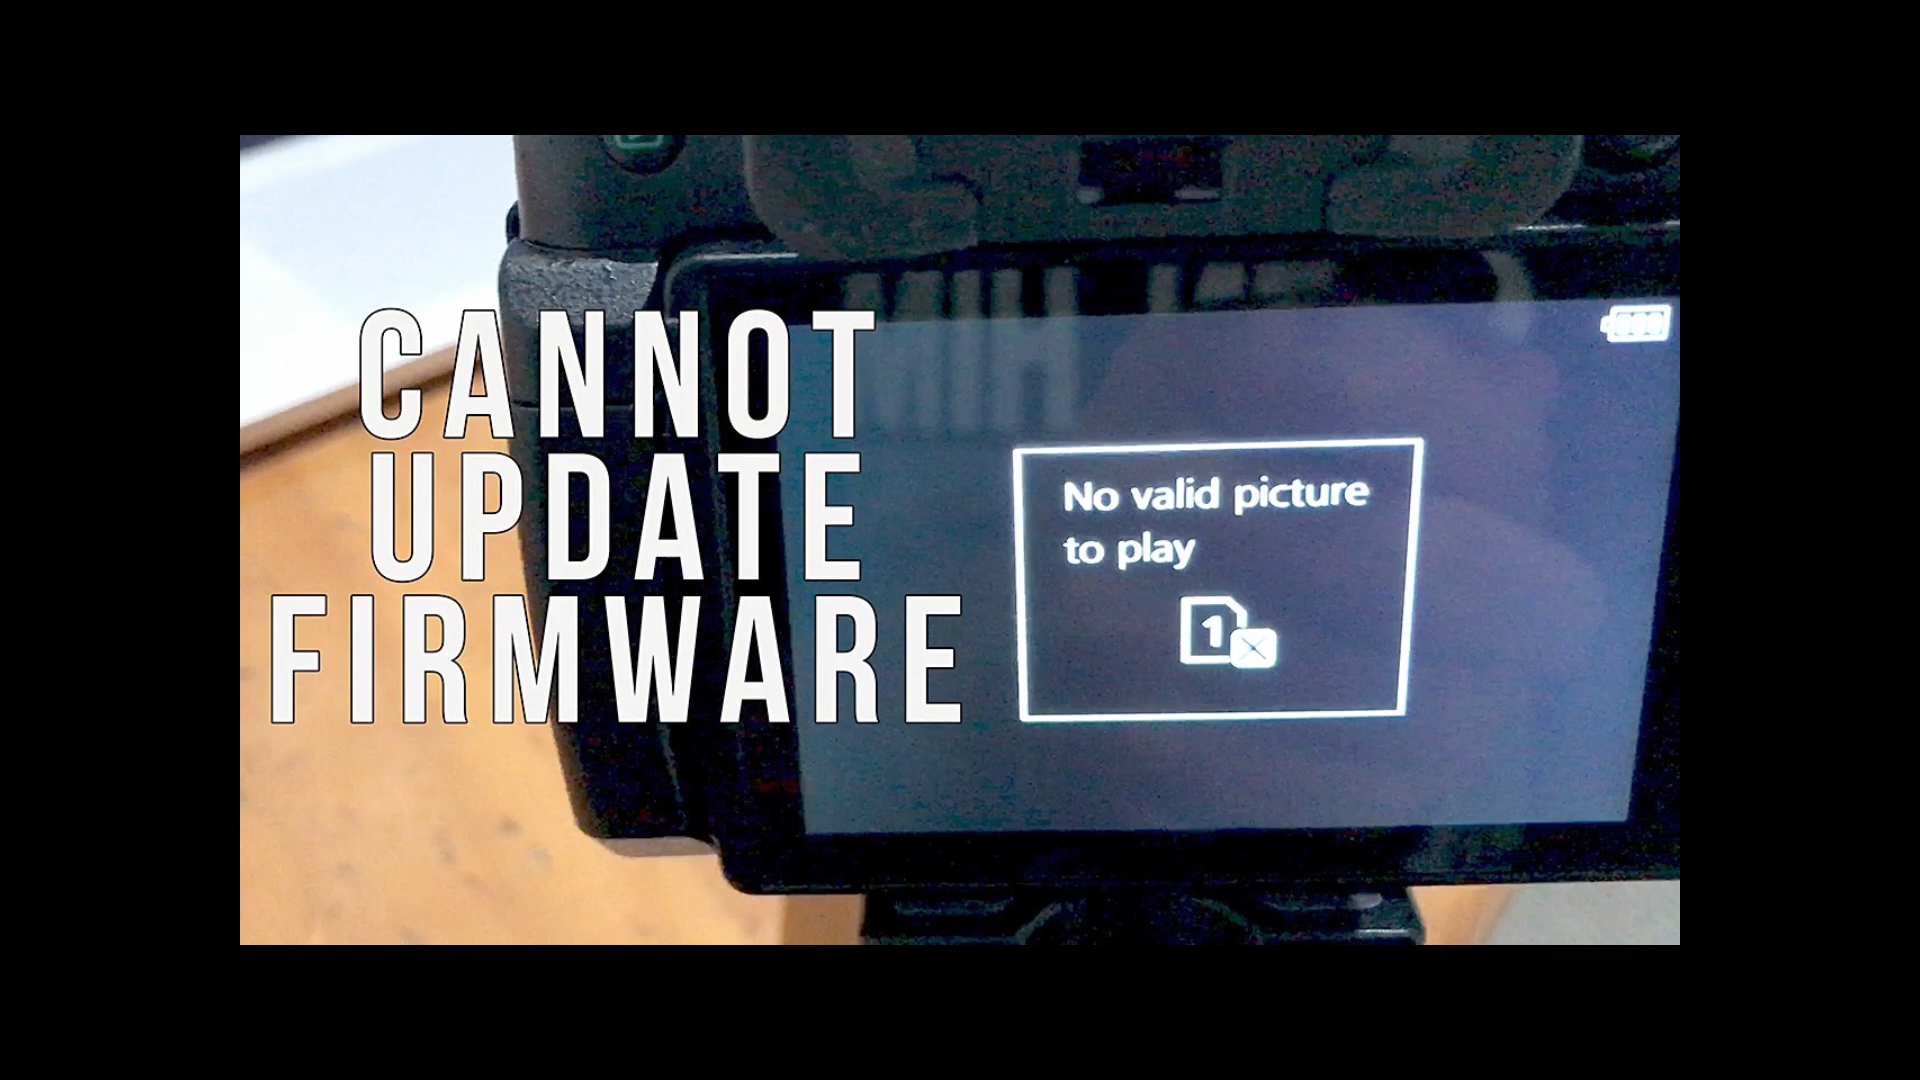 CANNOT
UPDATE
FIRMWARE
No valid picture
to play
1